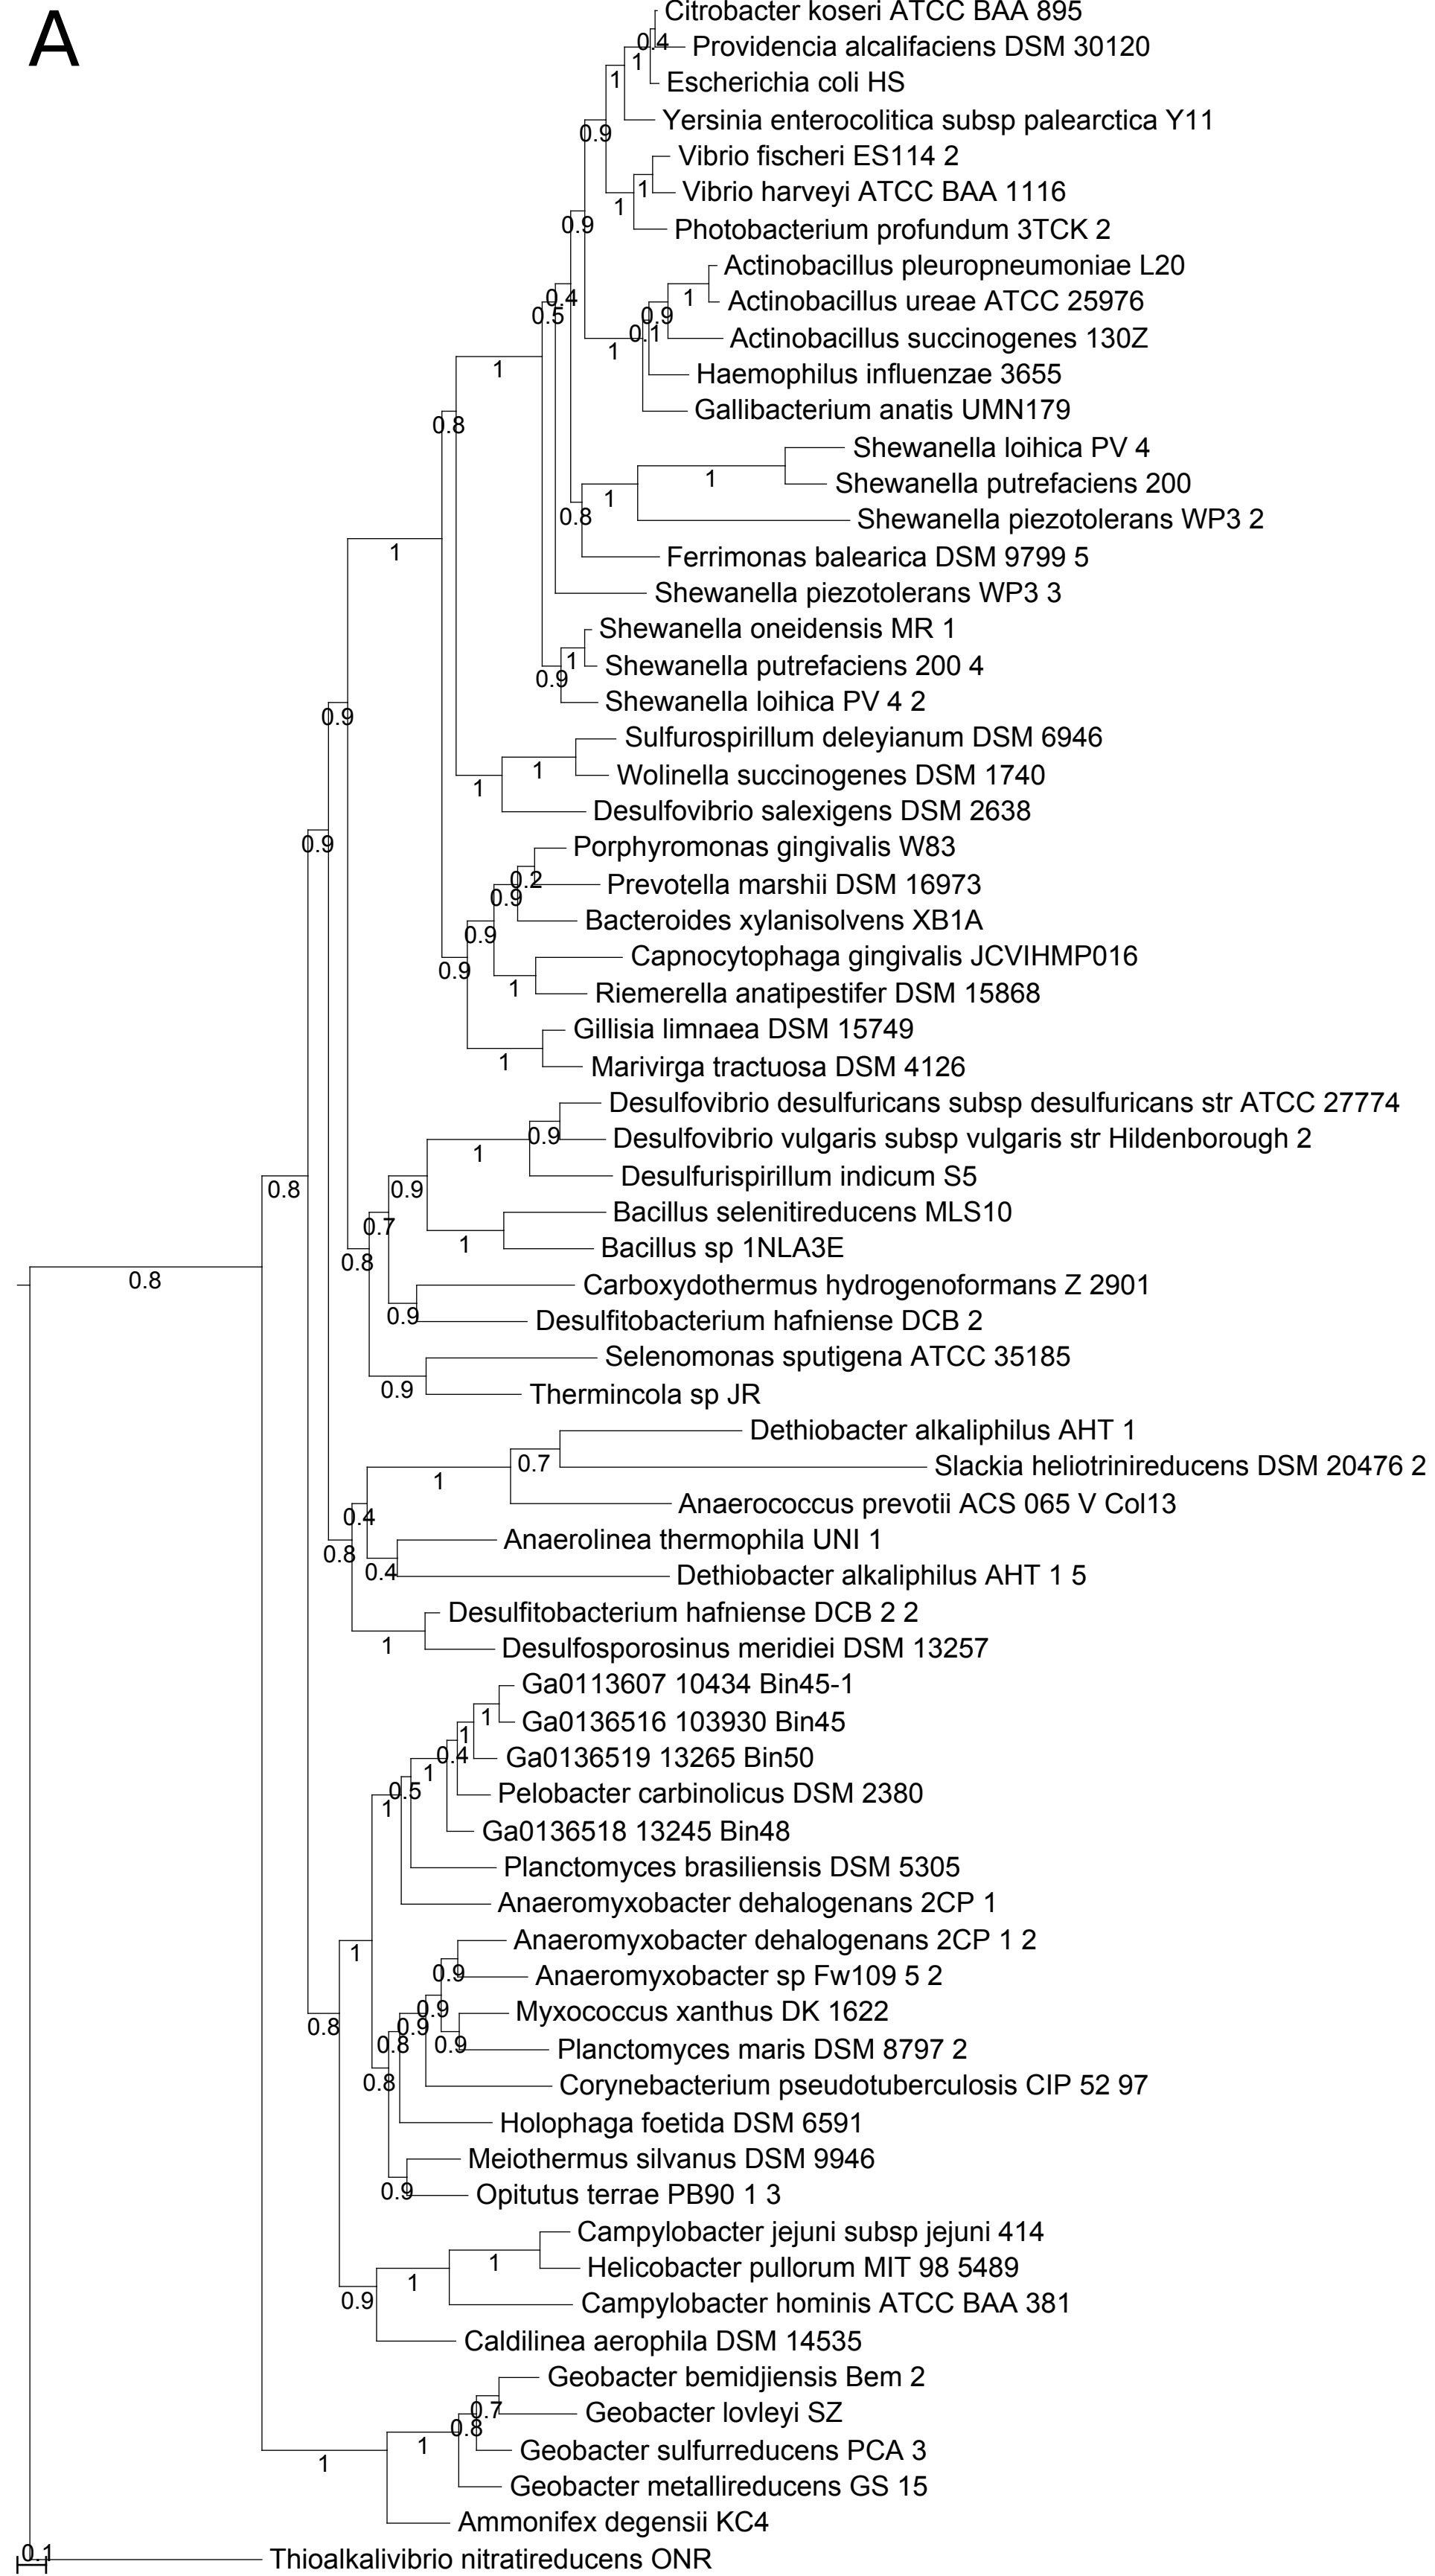 A
Citrobacter koseri ATCC BAA 895
0.4
Providencia alcalifaciens DSM 30120
1
1
Escherichia coli HS
Yersinia enterocolitica subsp palearctica Y11
0.9
Vibrio fischeri ES114 2
1
Vibrio harveyi ATCC BAA 1116
1
Photobacterium profundum 3TCK 2
0.9
Actinobacillus pleuropneumoniae L20
1
0.4
Actinobacillus ureae ATCC 25976
0.5
0.9
0.1
Actinobacillus succinogenes 130Z
1
1
Haemophilus influenzae 3655
Gallibacterium anatis UMN179
0.8
Shewanella loihica PV 4
1
Shewanella putrefaciens 200
1
0.8
Shewanella piezotolerans WP3 2
1
Ferrimonas balearica DSM 9799 5
Shewanella piezotolerans WP3 3
Shewanella oneidensis MR 1
1
Shewanella putrefaciens 200 4
0.9
Shewanella loihica PV 4 2
0.9
Sulfurospirillum deleyianum DSM 6946
1
Wolinella succinogenes DSM 1740
1
Desulfovibrio salexigens DSM 2638
0.9
Porphyromonas gingivalis W83
0.2
Prevotella marshii DSM 16973
0.9
Bacteroides xylanisolvens XB1A
0.9
Capnocytophaga gingivalis JCVIHMP016
0.9
1
Riemerella anatipestifer DSM 15868
Gillisia limnaea DSM 15749
1
Marivirga tractuosa DSM 4126
Desulfovibrio desulfuricans subsp desulfuricans str ATCC 27774
0.9
Desulfovibrio vulgaris subsp vulgaris str Hildenborough 2
1
Desulfurispirillum indicum S5
0.8
0.9
Bacillus selenitireducens MLS10
0.7
1
Bacillus sp 1NLA3E
0.8
0.8
Carboxydothermus hydrogenoformans Z 2901
0.9
Desulfitobacterium hafniense DCB 2
Selenomonas sputigena ATCC 35185
0.9
Thermincola sp JR
Dethiobacter alkaliphilus AHT 1
0.7
Slackia heliotrinireducens DSM 20476 2
1
Anaerococcus prevotii ACS 065 V Col13
0.4
Anaerolinea thermophila UNI 1
0.8
0.4
Dethiobacter alkaliphilus AHT 1 5
Desulfitobacterium hafniense DCB 2 2
1
Desulfosporosinus meridiei DSM 13257
Ga0113607 10434 Bin45-1
1
Ga0136516 103930 Bin45
1
0.4
Ga0136519 13265 Bin50
1
0.5
Pelobacter carbinolicus DSM 2380
1
Ga0136518 13245 Bin48
Planctomyces brasiliensis DSM 5305
Anaeromyxobacter dehalogenans 2CP 1
1
Anaeromyxobacter dehalogenans 2CP 1 2
0.9
Anaeromyxobacter sp Fw109 5 2
0.9
Myxococcus xanthus DK 1622
0.8
0.9
0.8
0.9
Planctomyces maris DSM 8797 2
0.8
Corynebacterium pseudotuberculosis CIP 52 97
Holophaga foetida DSM 6591
Meiothermus silvanus DSM 9946
0.9
Opitutus terrae PB90 1 3
Campylobacter jejuni subsp jejuni 414
1
Helicobacter pullorum MIT 98 5489
1
0.9
Campylobacter hominis ATCC BAA 381
Caldilinea aerophila DSM 14535
Geobacter bemidjiensis Bem 2
0.7
Geobacter lovleyi SZ
0.8
1
Geobacter sulfurreducens PCA 3
1
Geobacter metallireducens GS 15
Ammonifex degensii KC4
0.1
Thioalkalivibrio nitratireducens ONR